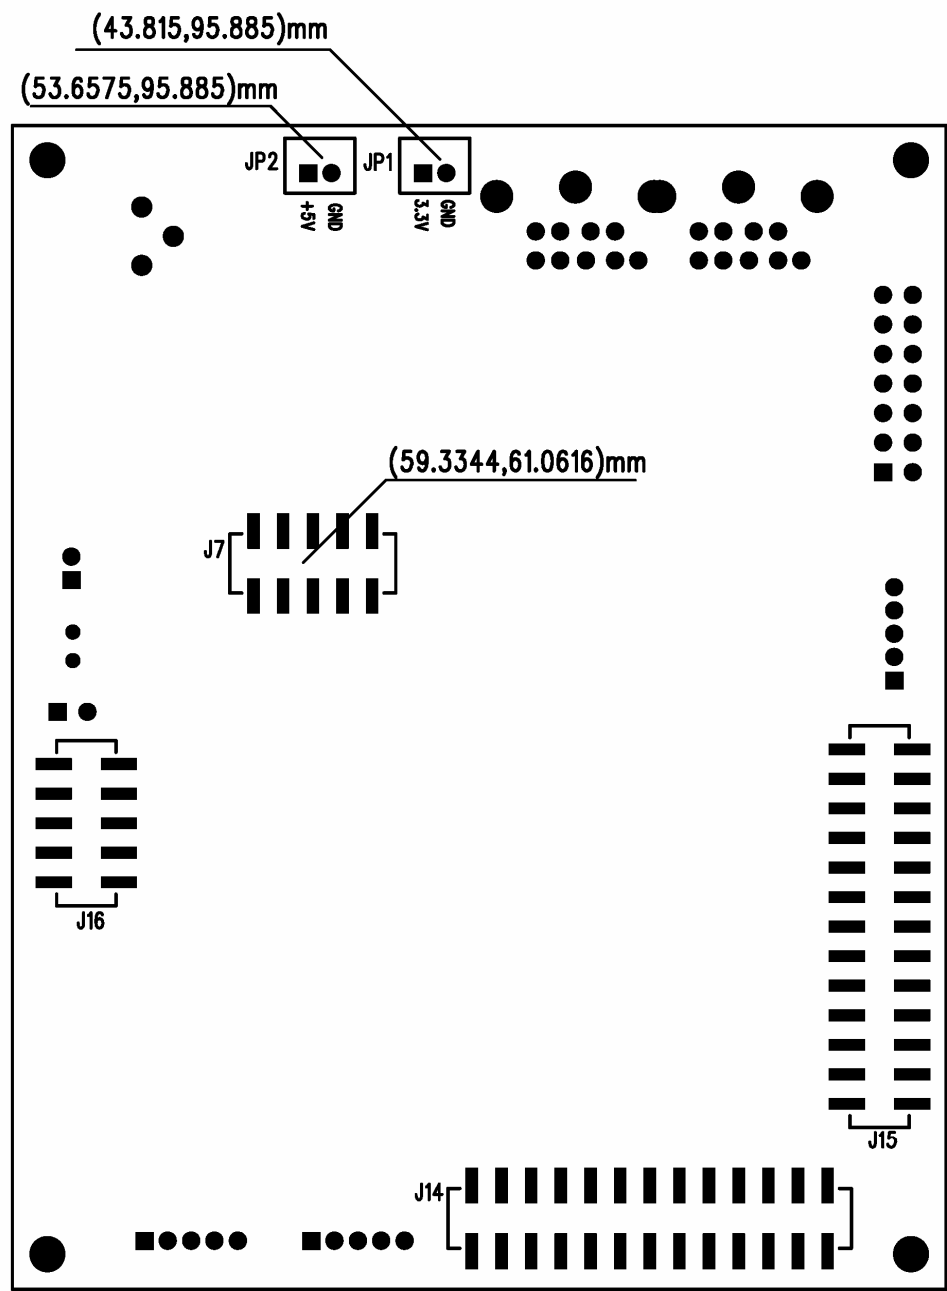 (43.815,95.885)mm
(53.6575,95.885)mm
JP2
JP1
+5V
GND
3.3V
GND
(59.3344,61.0616)mm
J7
J16
J15
J14